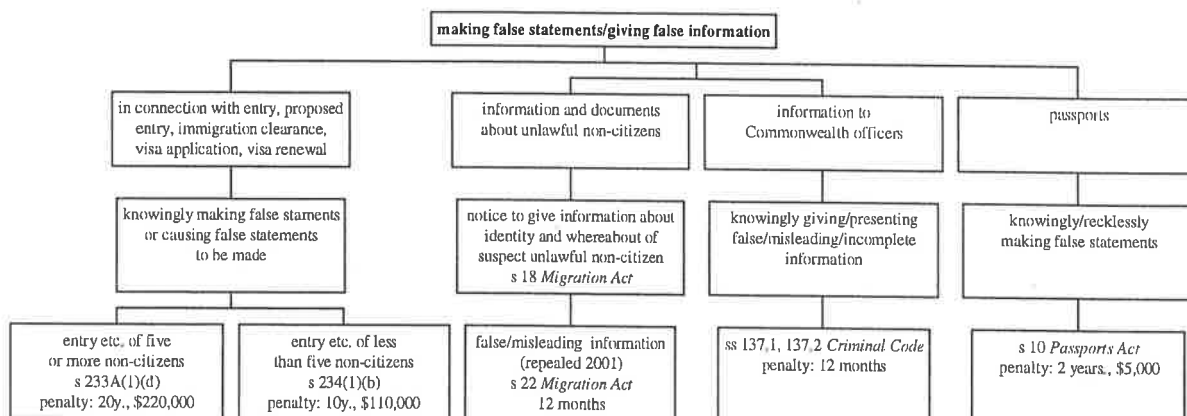 making false statements/giving false information
in connection with entry, proposed
entry, immigration clearance,
visa application, visa renewal
information and documents
about unlawful non-citizens
information to
Commonwealth officers
passports
knowingly making false staments
or causing false statements
to be made
notice to give information about
identity and whereabout of
suspect unlawful non-citizen
s 18 Migration Act
knowingly giving/presenting
false/misleading/incomplete
information
knowingly/recklessly
making false statements
entry etc. of five
or more non-citizens
s 233A(1)(d)
penalty: 20y., $220,000
entry etc. of less
than five non-citizens
s 234(1)(b)
penalty: 10y., $110,000
false/misleading information
(repealed 2001)
s 22 Migration Act
12 months
ss 137.1, 137.2 Criminal Code
penalty: 12 months
s 10 Passports Act
penalty: 2 years., $5,000